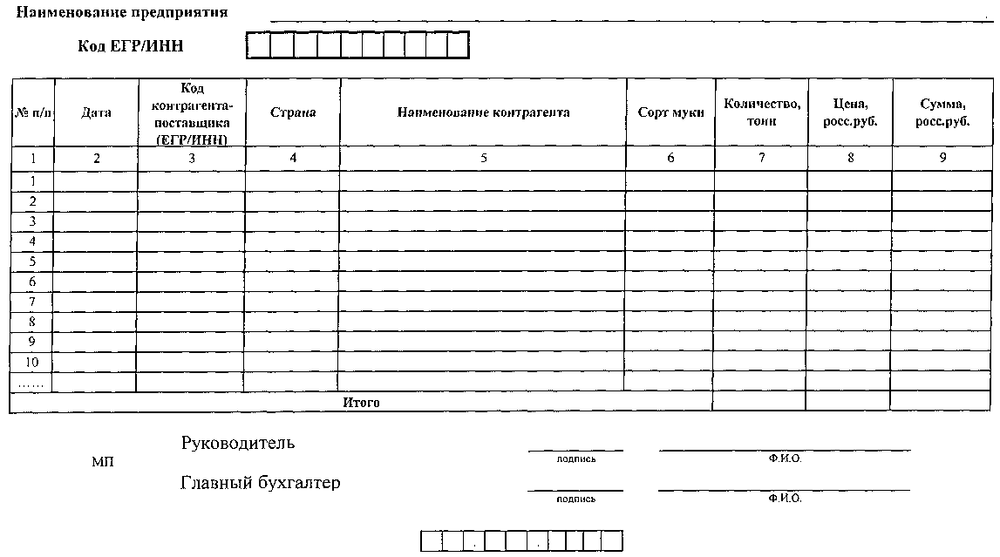 Наименование предприятия
Код ЕГР/ИНН
№ п/п Дата Код контрагента-поставщика (ЕГР/ИНН) Страна Наименование контрагента Сорт муки Количество, тонн Цена, росс.руб. Сумма, росс.руб.
1 2 3 4 5 6 7 8 9
1
2
3
4
5
6
7
8
9
10
......
Итого
Руководитель
МП
подпись Ф.И.О.
Главный бухгалтер
подпись Ф.И.О.